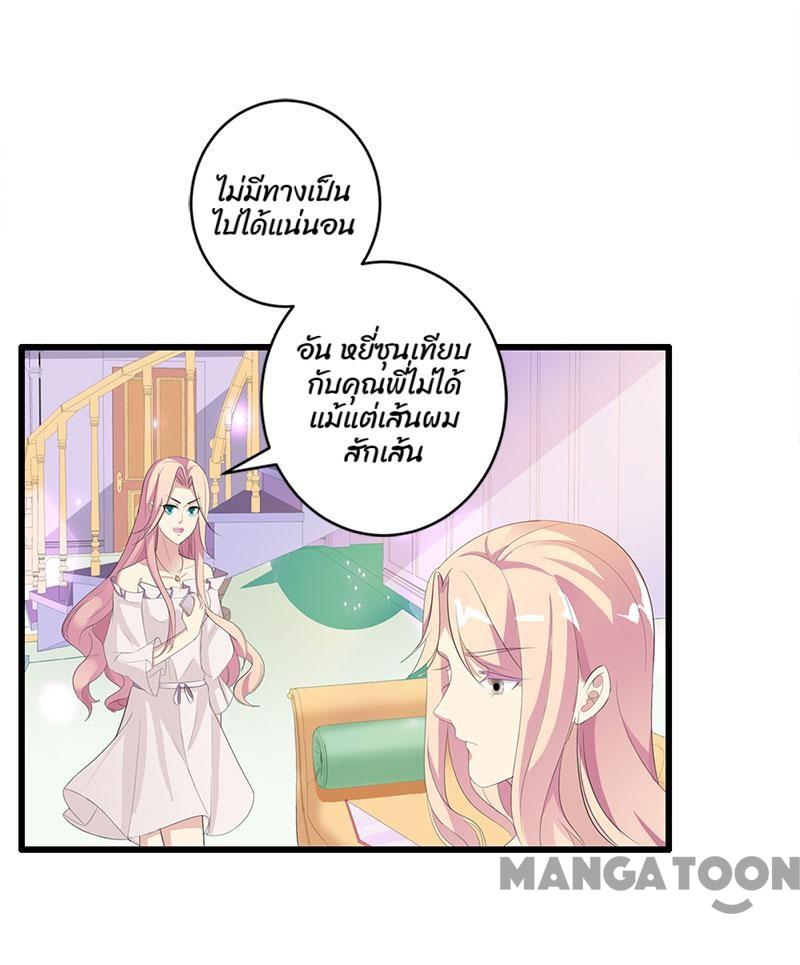 ไม่มีทางเป็น
ไปได้แน่นอน
อัน หยี่ซุนเทียบ
กับคุณพี่ไม่ได้
แม้แต่เส้นผม
สักเส้น
MANGATOON